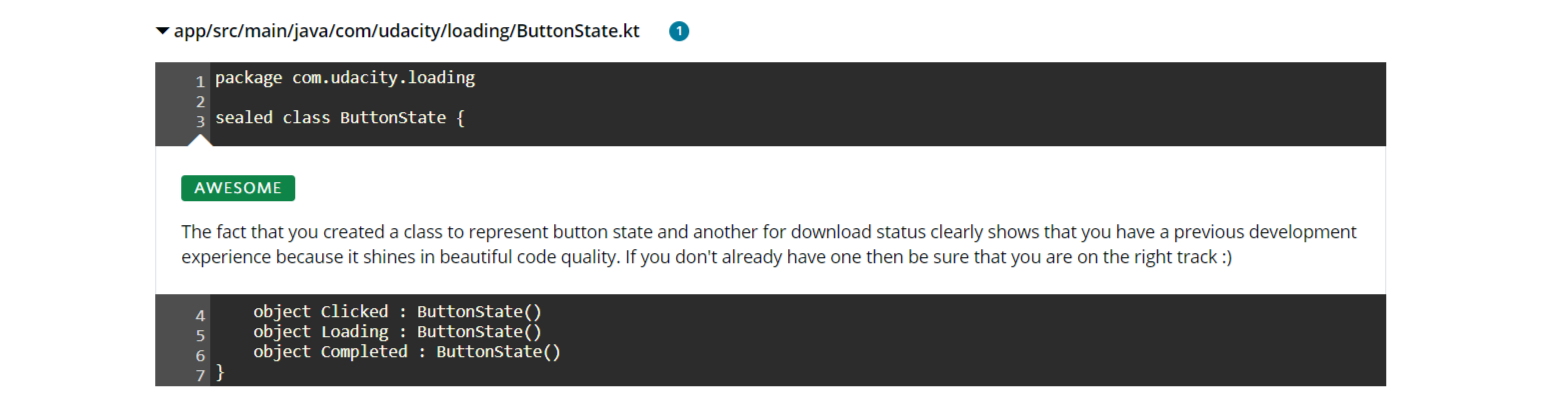 app/src/main/java/com/udacity/loading/ButtonState.kt 1
1 package com.udacity.loading
2
3 sealed class ButtonState {
AWESOME
The fact that you created a class to represent button state and another for download status clearly shows that you have a previous development
experience because it shines in beautiful code quality. If you don't already have one then be sure that you are on the right track :)
4     object Clicked : ButtonState()
5     object Loading : ButtonState()
6     object Completed : ButtonState()
7 }